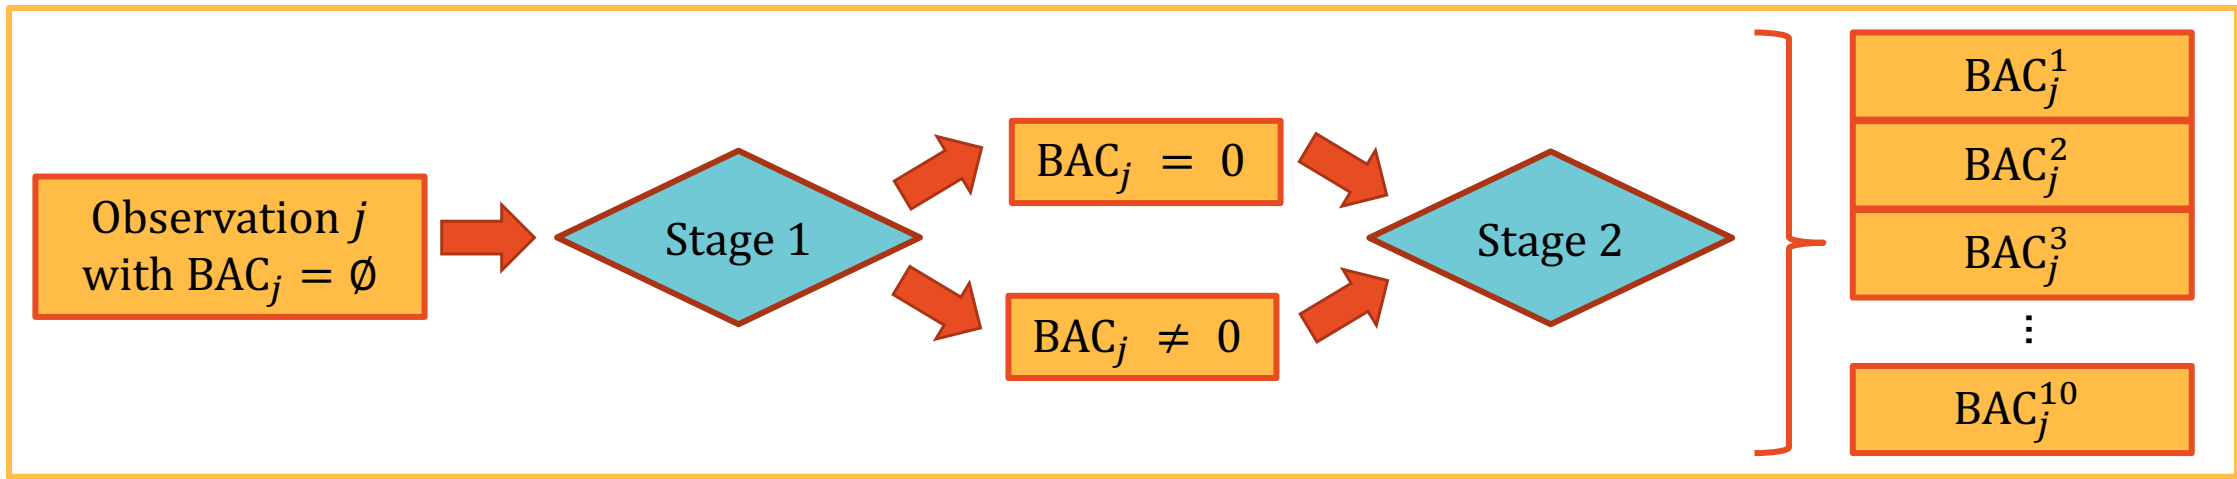 Observation j
with BAC_j = ∅
Stage 1
BAC_j = 0
BAC_j ≠ 0
Stage 2
BAC_j^1
BAC_j^2
BAC_j^3
⋮
BAC_j^10